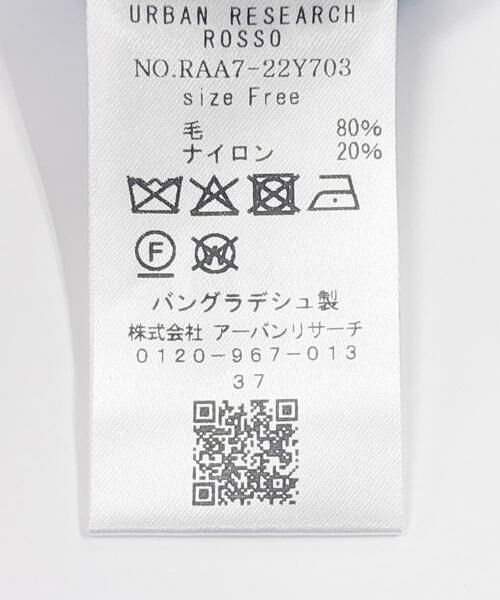 URBAN RESEARCH
ROSSO
NO.RAA7-22Y703
size Free
毛 80%
ナイロン 20%
F W
バングラデシュ製
株式会社 アーバンリサーチ
0120-967-013
37